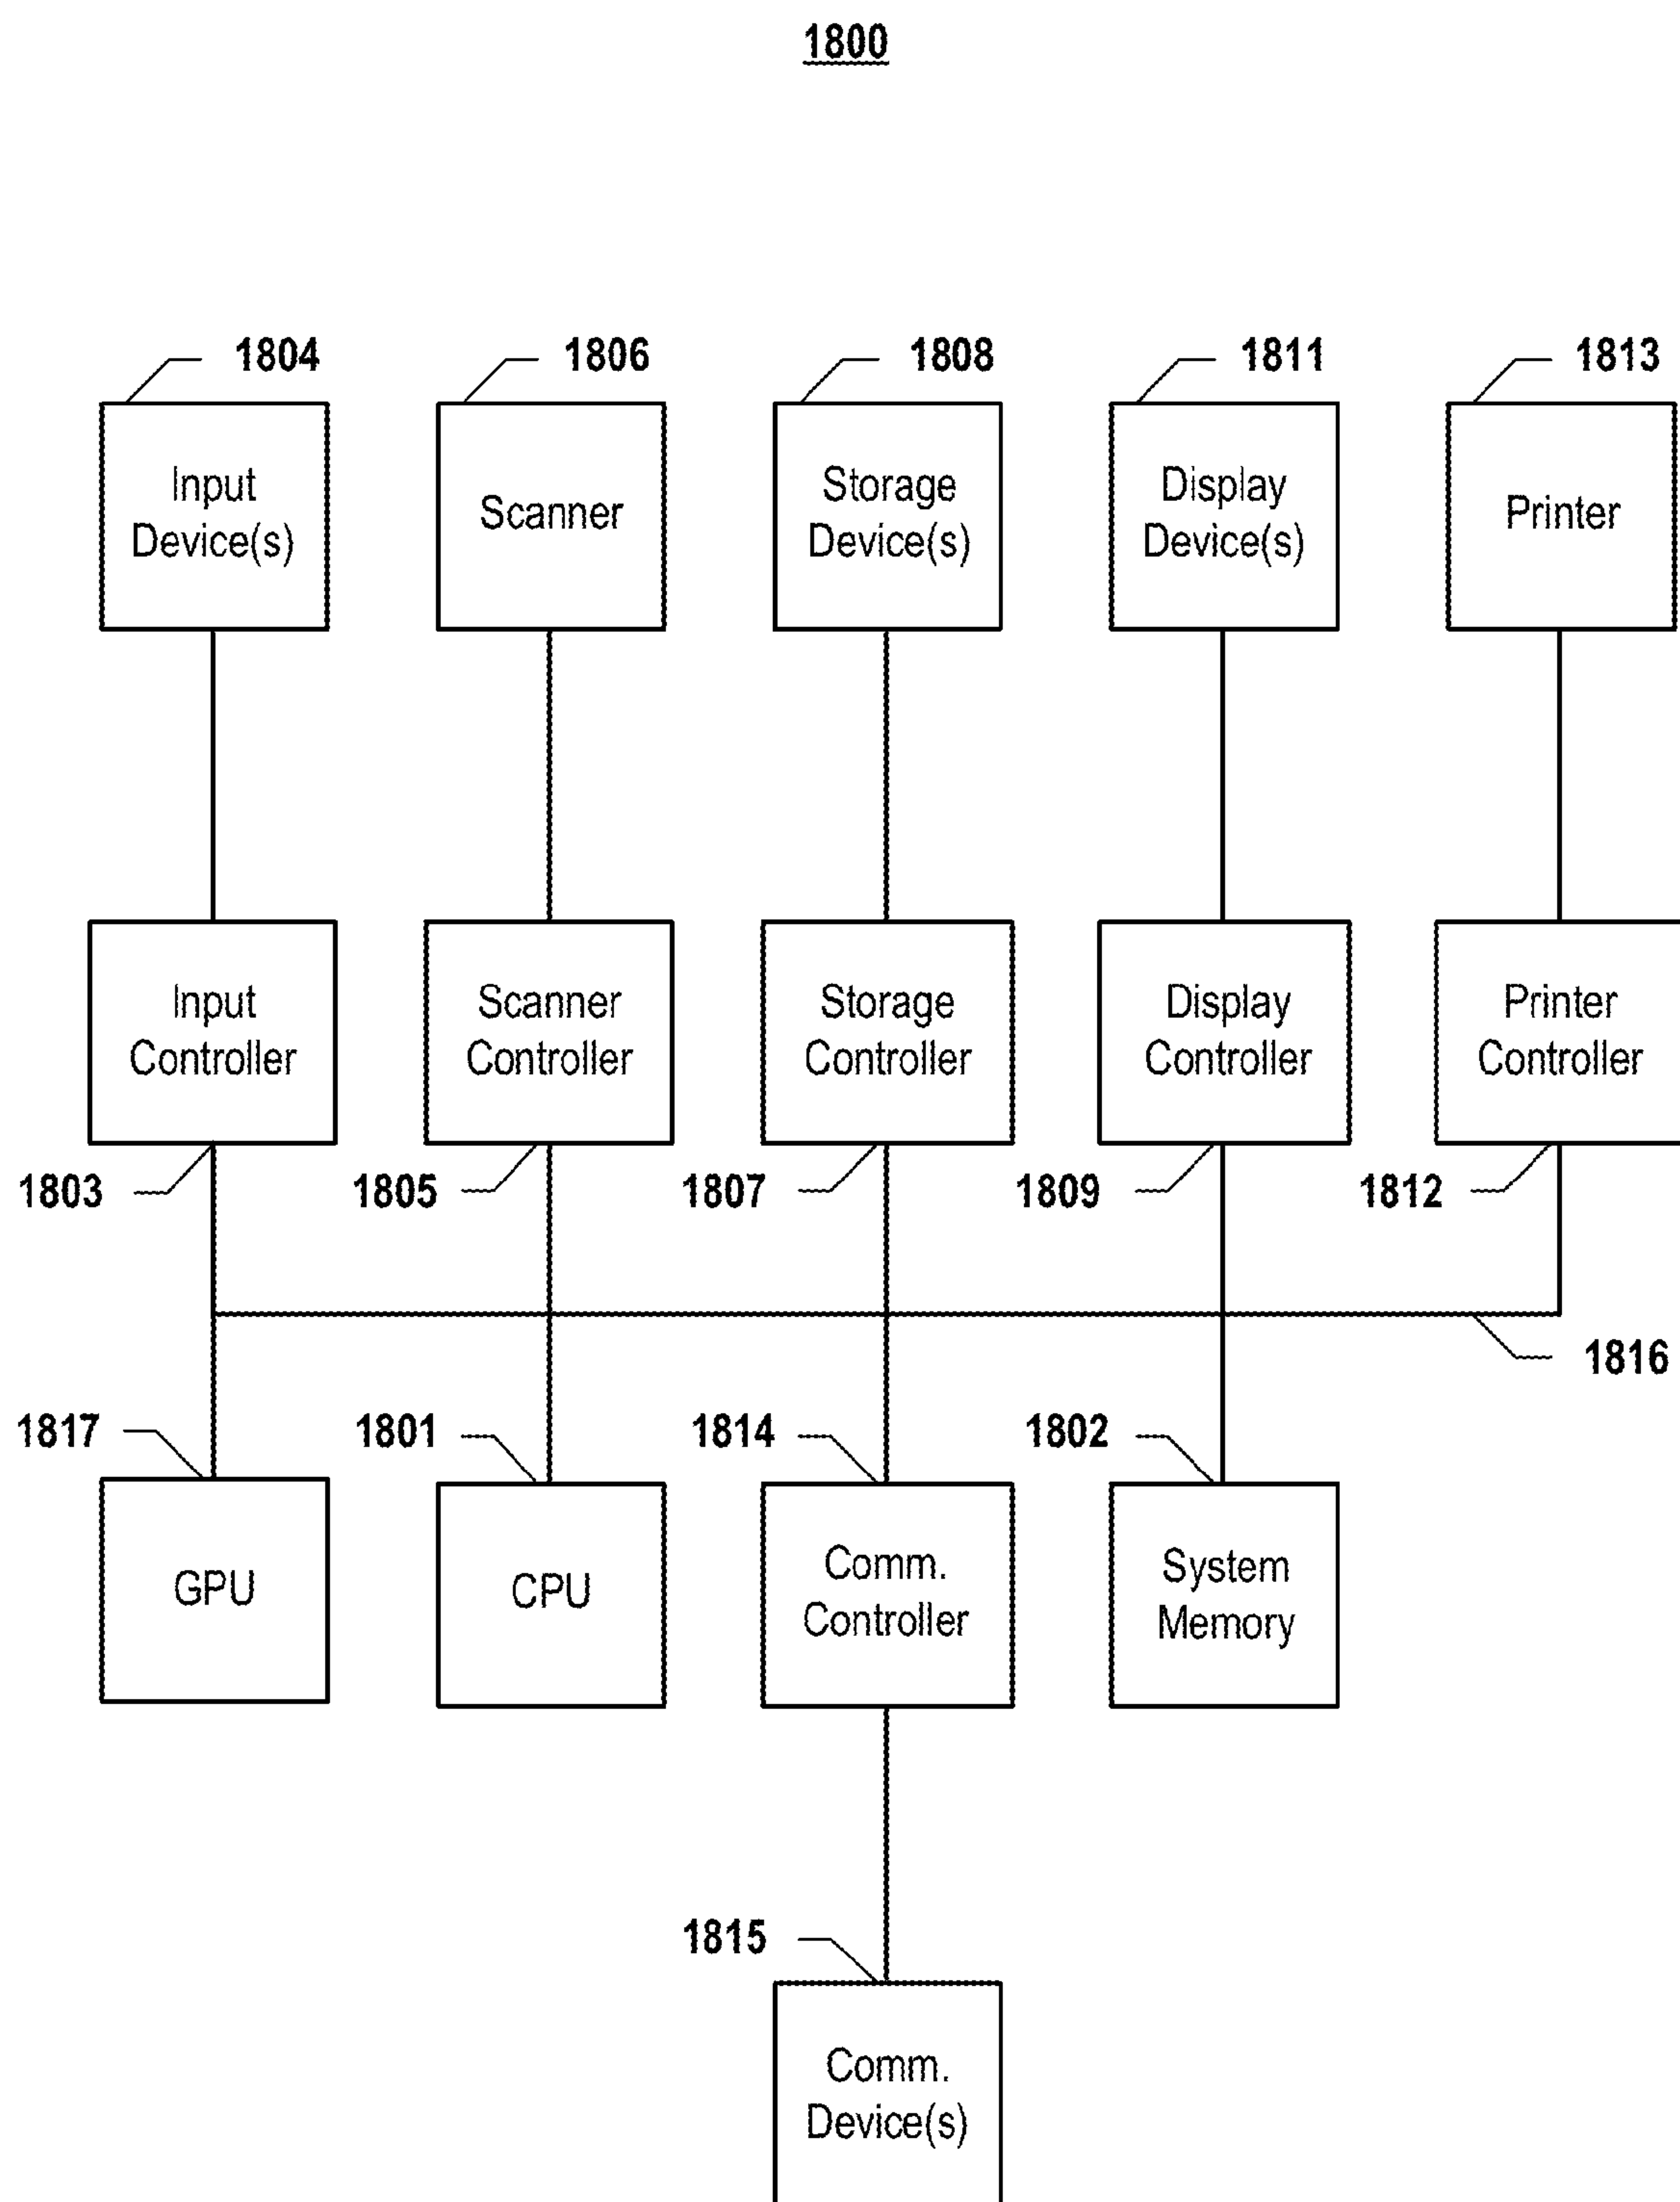 1800
1804
1806
1808
1811
1813
Input
Device(s)
Scanner
Storage
Device(s)
Display
Device(s)
Printer
Input
Controller
Scanner
Controller
Storage
Controller
Display
Controller
Printer
Controller
1803
1805
1807
1809
1812
1816
1817
1801
1814
1802
GPU
CPU
Comm.
Controller
System
Memory
1815
Comm.
Device(s)